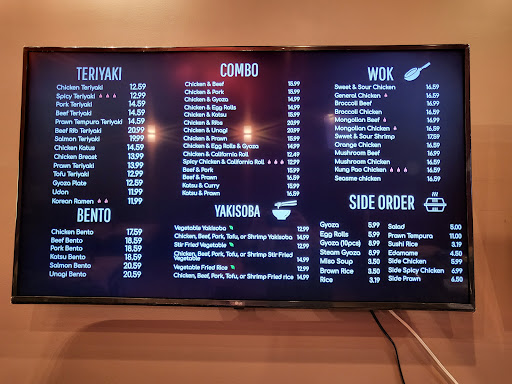 TERIYAKI
Chicken Teriyaki 12.59
Spicy Teriyaki 12.99
Pork Teriyaki 14.59
Beef Teriyaki 14.59
Prawn Tempura Teriyaki 14.59
Beef Rib Teriyaki 20.99
Salmon Teriyaki 19.99
Chicken Katsu 14.59
Chicken Breast 13.99
Prawn Teriyaki 13.99
Tofu Teriyaki 12.59
Gyoza Plate 12.59
Udon 11.99
Korean Ramen 11.99
BENTO
Chicken Bento 17.59
Beef Bento 18.59
Pork Bento 18.59
Katsu Bento 18.59
Salmon Bento 20.59
Unagi Bento 20.59
COMBO
Chicken & Beef 15.99
Chicken & Pork 15.99
Chicken & Gyoza 14.99
Chicken & Egg Rolls 14.99
Chicken & Katsu 15.99
Chicken & Ribs 20.99
Chicken & Unagi 20.99
Chicken & Prawn 15.99
Chicken & Egg Rolls & Gyoza 14.99
Chicken & California Roll 12.49
Spicy Chicken & California Roll 12.99
Beef & Pork 15.99
Beef & Prawn 16.99
Katsu & Curry 15.99
Katsu & Prawn 16.50
YAKISOBA
Vegetable Yakisoba 12.99
Chicken, Beef, Pork, Tofu, or Shrimp Yakisoba 14.99
Stir Fried Vegetable 12.99
Chicken, Beef, Pork, Tofu, or Shrimp Stir Fried
Vegetable 14.99
Vegetable Fried Rice 12.99
Chicken, Beef, Pork, Tofu, or Shrimp Fried rice 14.99
WOK
Sweet & Sour Chicken 16.59
General Chicken 16.59
Broccoli Beef 16.99
Broccoli Chicken 16.59
Mongolian Beef 16.99
Mongolian Chicken 16.59
Sweet & Sour Shrimp 17.59
Orange Chicken 16.59
Mushroom Beef 16.99
Mushroom Chicken 16.59
Kung Pao Chicken 16.59
Sesame chicken 16.59
SIDE ORDER
Gyoza 5.99
Egg Rolls 5.99
Gyoza (10pcs) 8.99
Steam Gyoza 8.99
Miso Soup 3.50
Brown Rice 3.50
Rice 3.19
Salad 5.00
Prawn Tempura 11.00
Sushi Rice 3.19
Edamame 4.50
Side Chicken 5.99
Side Spicy Chicken 6.99
Side Prawn 6.50